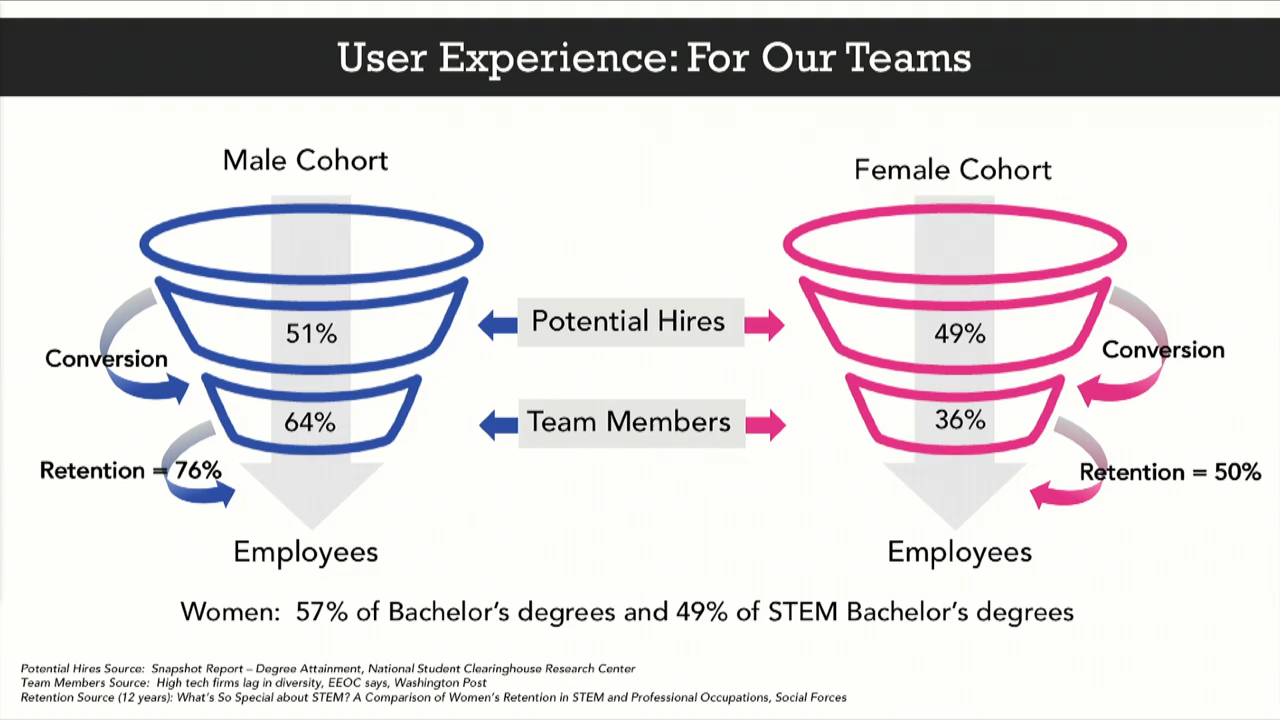 User Experience: For Our Teams
Male Cohort
Female Cohort
51%
Potential Hires
49%
Conversion
Conversion
64%
Team Members
36%
Retention = 76%
Retention = 50%
Employees
Employees
Women: 57% of Bachelor's degrees and 49% of STEM Bachelor's degrees
Potential Hires Source: Snapshot Report – Degree Attainment, National Student Clearinghouse Research Center
Team Members Source: High tech firms lag in diversity, EEOC says, Washington Post
Retention Source (12 years): What's So Special about STEM? A Comparison of Women's Retention in STEM and Professional Occupations, Social Forces